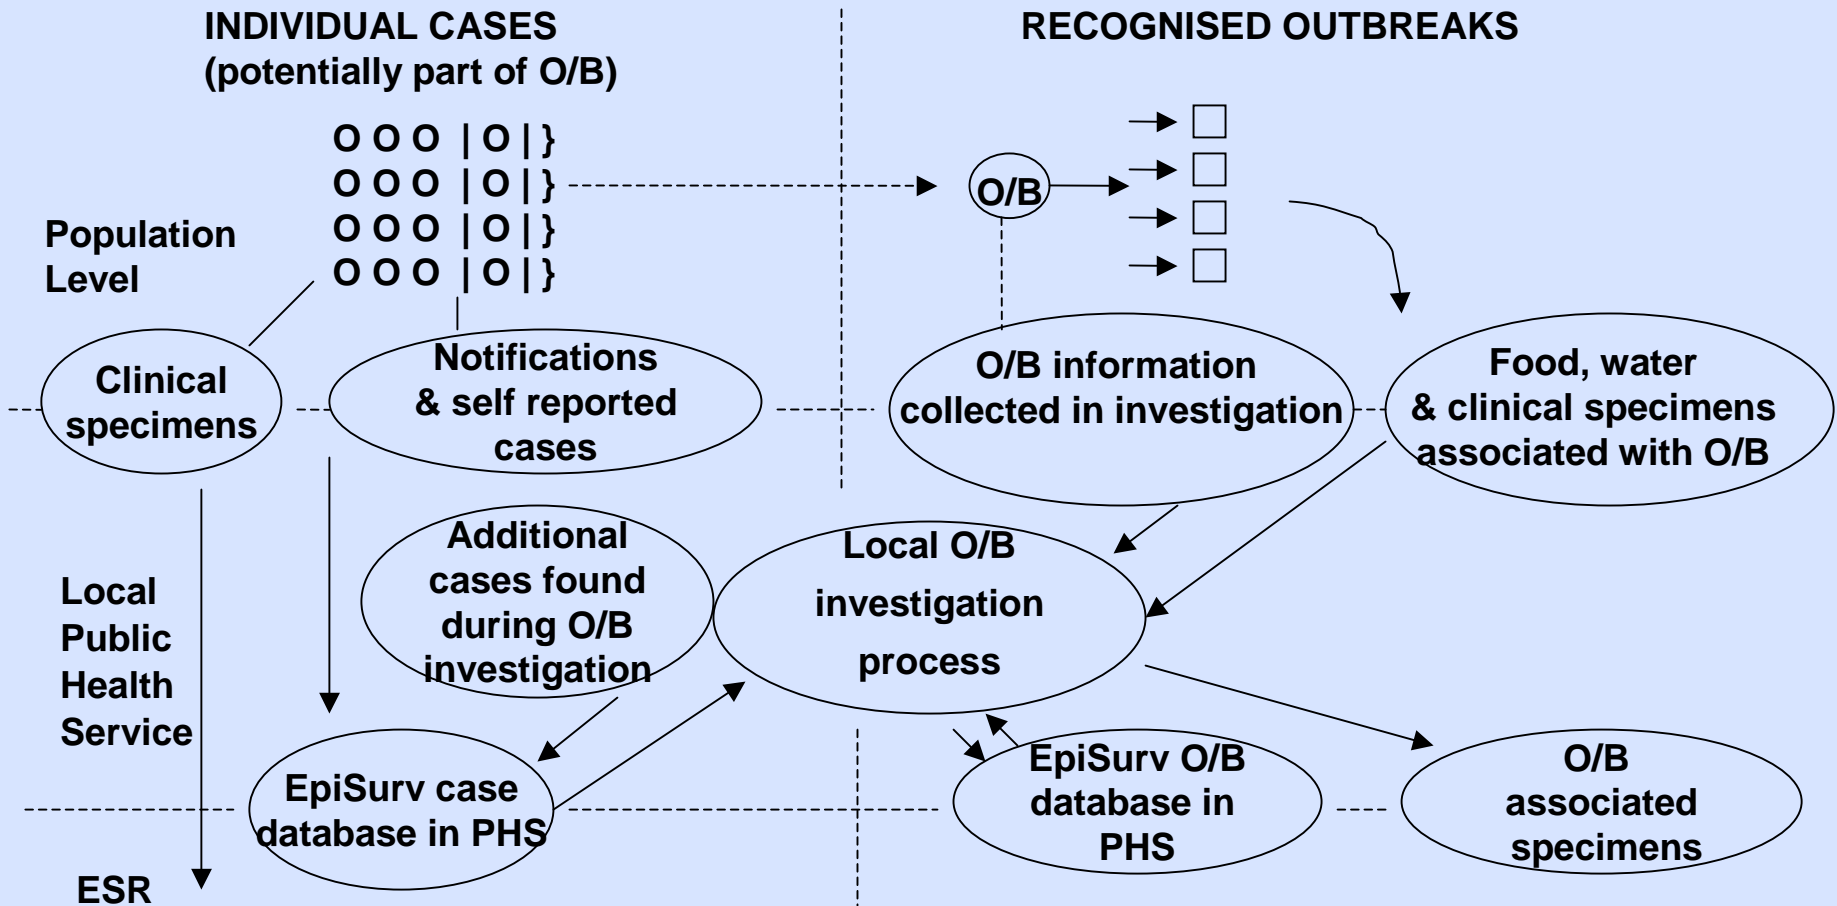 INDIVIDUAL CASES
(potentially part of O/B)
RECOGNISED OUTBREAKS
O O O | O | }
O O O | O | }
O O O | O | }
O O O | O | }
O/B
Population
Level
Clinical
specimens
Notifications
& self reported
cases
O/B information
collected in investigation
Food, water
& clinical specimens
associated with O/B
Local
Public
Health
Service
Additional
cases found
during O/B
investigation
Local O/B
investigation
process
EpiSurv case
database in PHS
EpiSurv O/B
database in
PHS
O/B
associated
specimens
ESR